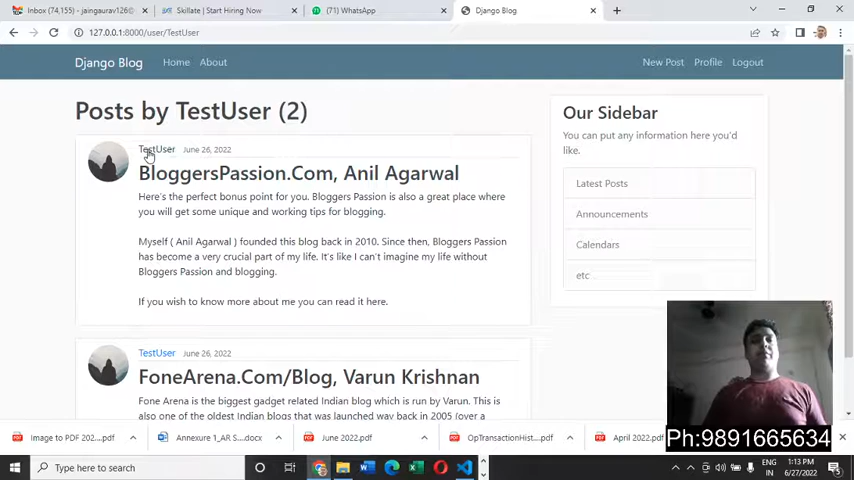 Inbox (74,155) - jaingaurav126@
Skillate | Start Hiring Now
(71) WhatsApp
Django Blog
127.0.0.1:8000/user/TestUser
Django Blog
Home
About
New Post
Profile
Logout
Posts by TestUser (2)
TestUser
June 26, 2022
BloggersPassion.Com, Anil Agarwal
Here's the perfect bonus point for you. Bloggers Passion is also a great place where
you will get some unique and working tips for blogging.
Myself ( Anil Agarwal ) founded this blog back in 2010. Since then, Bloggers Passion
has become a very crucial part of my life. It's like I can't imagine my life without
Bloggers Passion and blogging.
If you wish to know more about me you can read it here.
TestUser
June 26, 2022
FoneArena.Com/Blog, Varun Krishnan
Fone Arena is the biggest gadget related Indian blog which is run by Varun. This is
also one of the oldest Indian blogs that was launched way back in 2005 (over a
Our Sidebar
You can put any information here you'd
like.
Latest Posts
Announcements
Calendars
etc
Ph:9891665634
Image to PDF 202....pdf
Annexure 1_AR S....docx
June 2022.pdf
OpTransactionHist....pdf
April 2022.pdf
Type here to search
ENG
IN
1:13 PM
6/27/2022